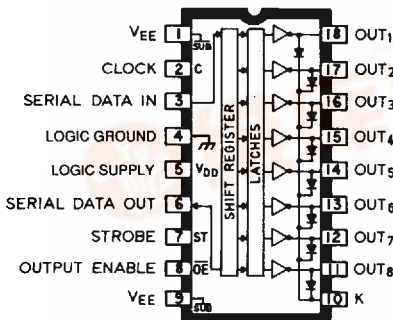 VEE 1 SUB 18 OUT1
CLOCK 2 C 17 OUT2
SERIAL DATA IN 3 16 OUT3
LOGIC GROUND 4 15 OUT4
LOGIC SUPPLY 5 VDD 14 OUT5
SERIAL DATA OUT 6 13 OUT6
STROBE 7 ST 12 OUT7
OUTPUT ENABLE 8 OE 11 OUT8
VEE 9 SUB 10 K
SHIFT REGISTER
LATCHES